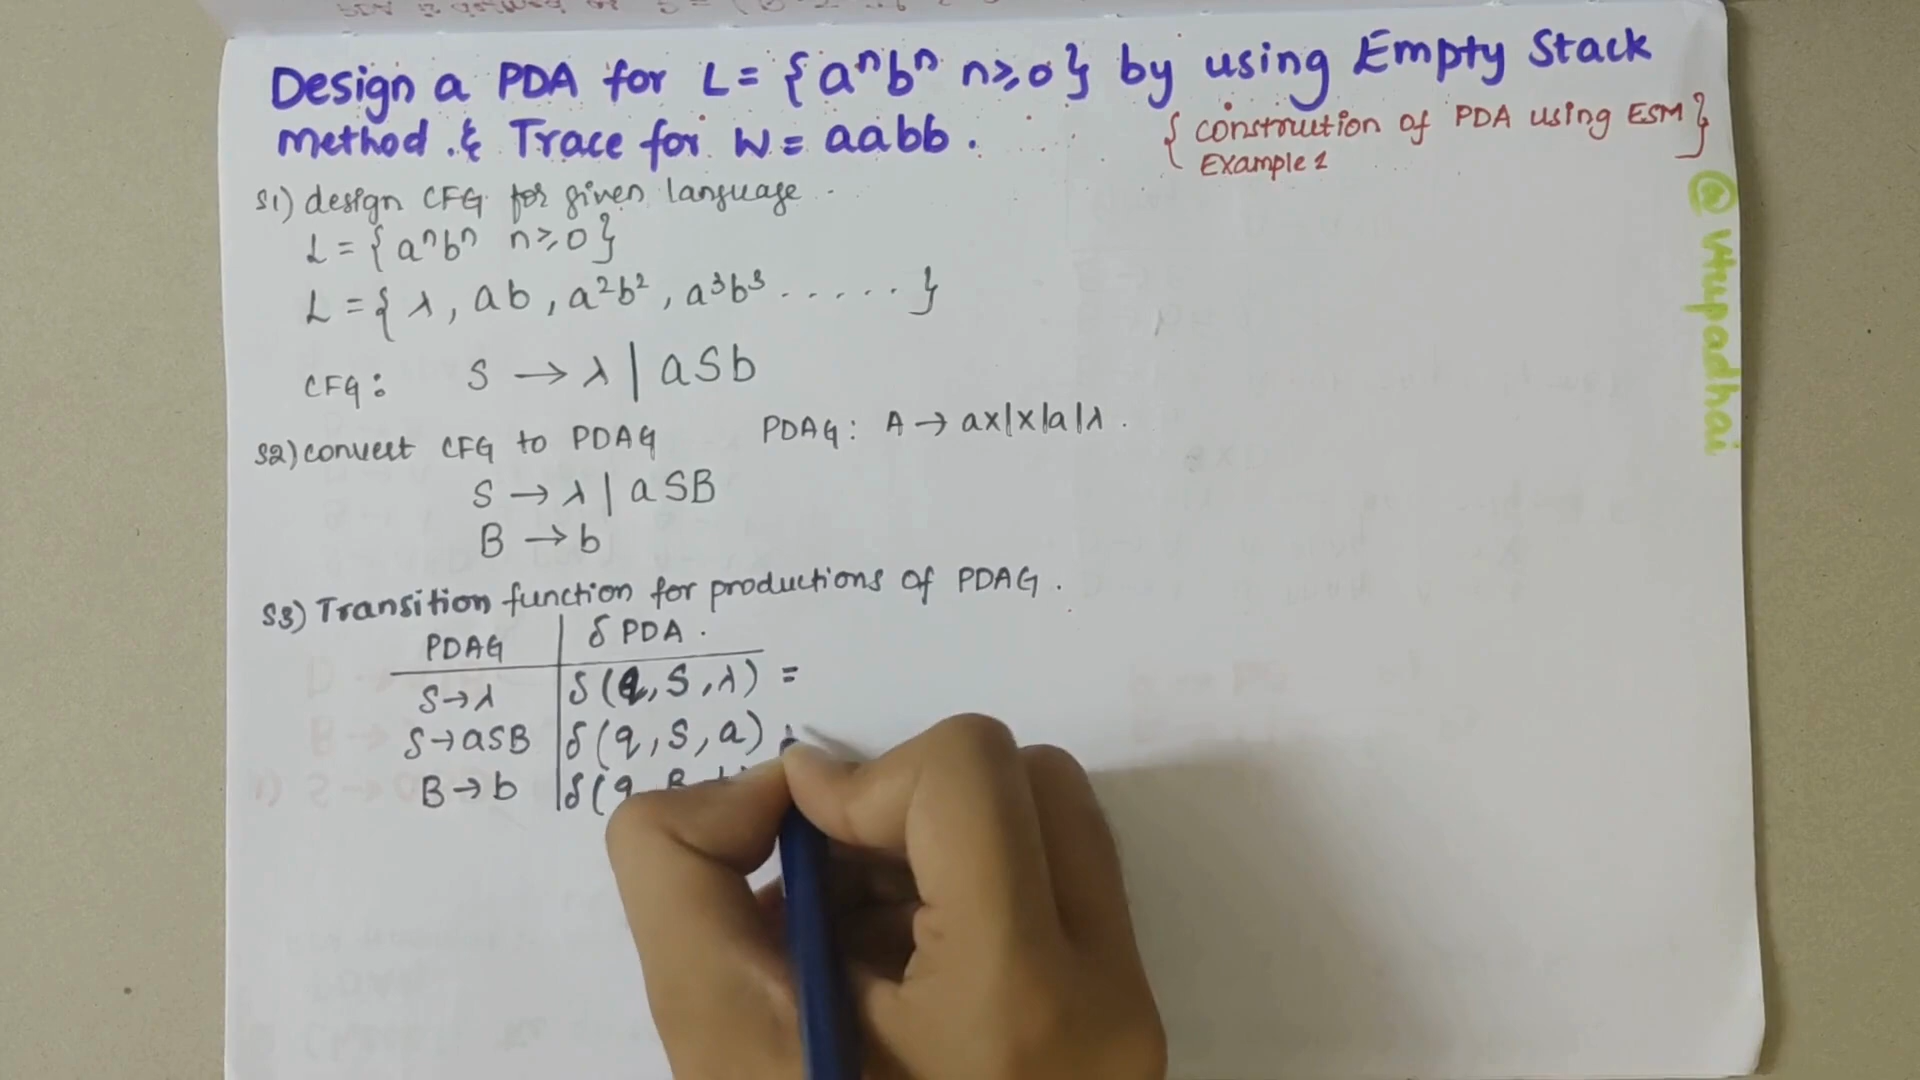 Design a PDA for L = {aⁿbⁿ n≥0} by using Empty Stack
Method. & Trace for W = aabb.
{ construction of PDA using ESM }
Example 1
@ Vtupadhai
S1) design CFG for given language.
L = {aⁿbⁿ n≥0}
L = { λ, ab, a²b², a³b³ ..... }
CFG: S → λ | aSb
S2) convert CFG to PDAG PDAG: A → ax|x|a|λ.
S → λ | aSB
B → b
S3) Transition function for productions of PDAG.
PDAG | δ PDA.
S→λ | δ(q, S, λ) =
S→aSB | δ(q, S, a)
B→b | δ(q B